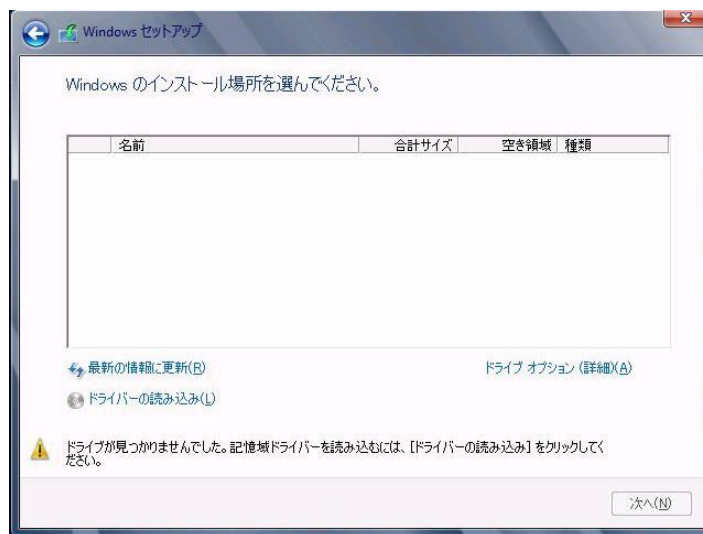 Windows セットアップ
Windows のインストール場所を選んでください。
名前 合計サイズ 空き領域 種類
最新の情報に更新(R) ドライブ オプション (詳細)(A)
ドライバーの読み込み(L)
ドライブが見つかりませんでした。記憶域ドライバーを読み込むには、[ドライバーの読み込み] をクリックしてく
ださい。
次へ(N)